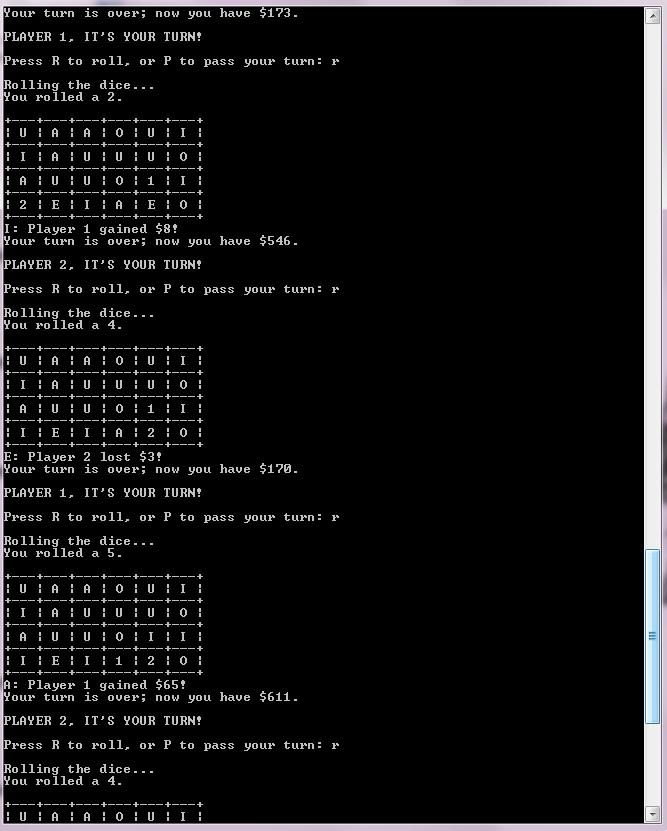 Your turn is over; now you have $173.
PLAYER 1, IT'S YOUR TURN!
Press R to roll, or P to pass your turn: r
Rolling the dice...
You rolled a 2.
+---+---+---+---+---+---+
¦ U ¦ A ¦ A ¦ O ¦ U ¦ I ¦
+---+---+---+---+---+---+
¦ I ¦ A ¦ U ¦ U ¦ U ¦ O ¦
+---+---+---+---+---+---+
¦ A ¦ U ¦ U ¦ O ¦ 1 ¦ I ¦
+---+---+---+---+---+---+
¦ 2 ¦ E ¦ I ¦ A ¦ E ¦ O ¦
+---+---+---+---+---+---+
I: Player 1 gained $8!
Your turn is over; now you have $546.
PLAYER 2, IT'S YOUR TURN!
Press R to roll, or P to pass your turn: r
Rolling the dice...
You rolled a 4.
+---+---+---+---+---+---+
¦ U ¦ A ¦ A ¦ O ¦ U ¦ I ¦
+---+---+---+---+---+---+
¦ I ¦ A ¦ U ¦ U ¦ U ¦ O ¦
+---+---+---+---+---+---+
¦ A ¦ U ¦ U ¦ O ¦ 1 ¦ I ¦
+---+---+---+---+---+---+
¦ I ¦ E ¦ I ¦ A ¦ 2 ¦ O ¦
+---+---+---+---+---+---+
E: Player 2 lost $3!
Your turn is over; now you have $170.
PLAYER 1, IT'S YOUR TURN!
Press R to roll, or P to pass your turn: r
Rolling the dice...
You rolled a 5.
+---+---+---+---+---+---+
¦ U ¦ A ¦ A ¦ O ¦ U ¦ I ¦
+---+---+---+---+---+---+
¦ I ¦ A ¦ U ¦ U ¦ U ¦ O ¦
+---+---+---+---+---+---+
¦ A ¦ U ¦ U ¦ O ¦ I ¦ I ¦
+---+---+---+---+---+---+
¦ I ¦ E ¦ I ¦ 1 ¦ 2 ¦ O ¦
+---+---+---+---+---+---+
A: Player 1 gained $65!
Your turn is over; now you have $611.
PLAYER 2, IT'S YOUR TURN!
Press R to roll, or P to pass your turn: r
Rolling the dice...
You rolled a 4.
+---+---+---+---+---+---+
¦ U ¦ A ¦ A ¦ O ¦ U ¦ I ¦